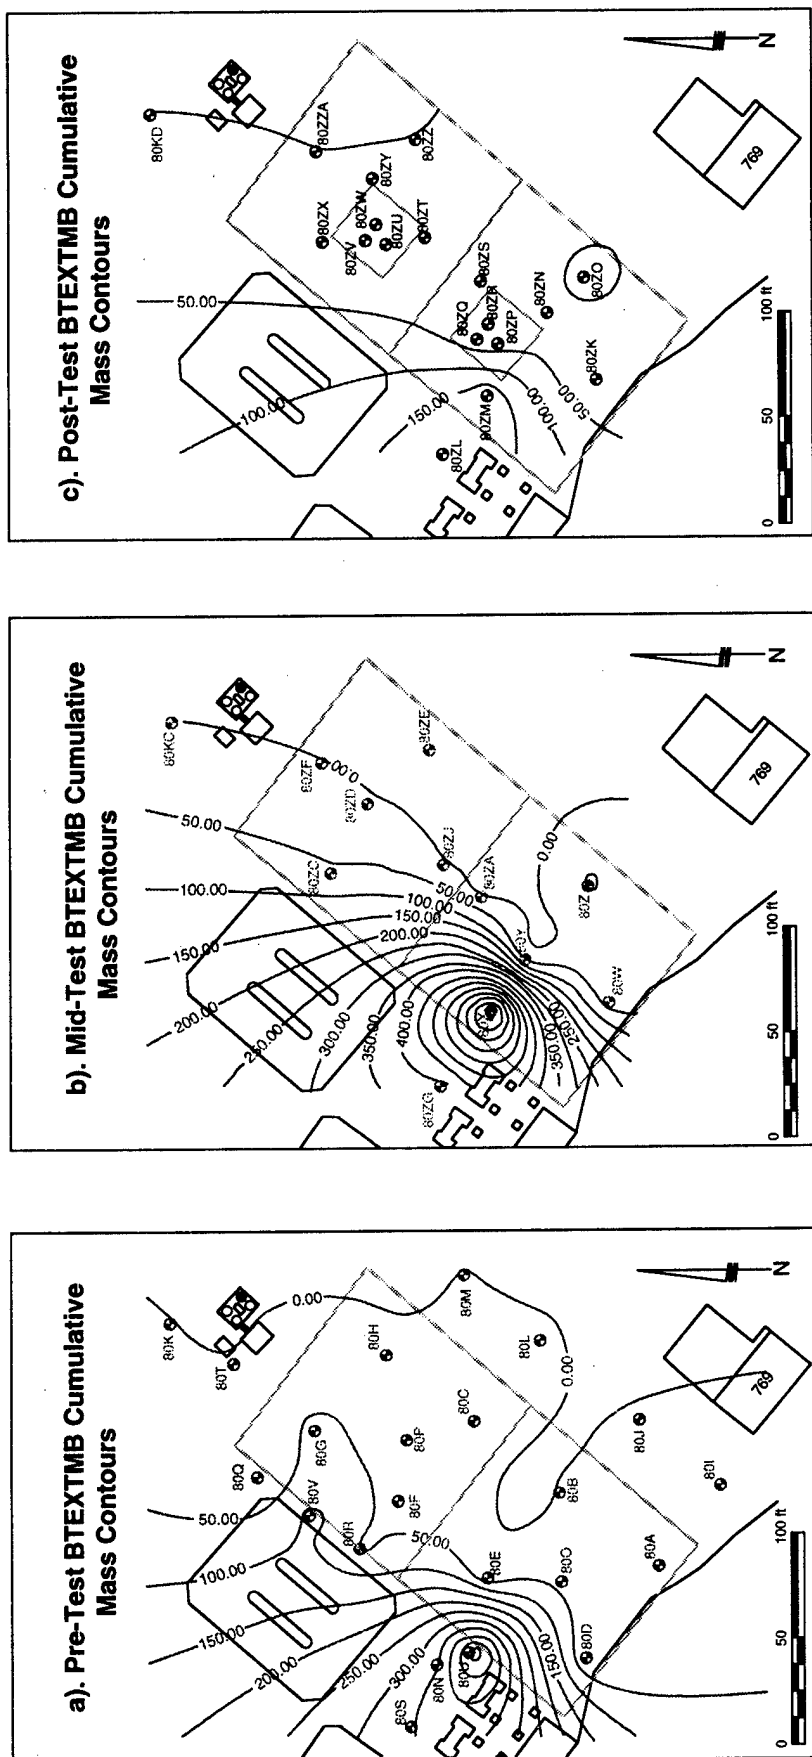 a). Pre-Test BTEXTMB Cumulative
Mass Contours
80K
80T
0.00
80M
80H
80L
0.00
80C
80P
80G
80Q
80V
50.00
80F
80R
50.00
80B
80J
769
80I
80E
80O
80A
100.00
150.00
200.00
250.00
300.00
80U
80N
80S
150.00
80D
0
50
100 ft
N
b). Mid-Test BTEXTMB Cumulative
Mass Contours
80KC
80ZF
0.00
80ZD
80ZE
50.00
80ZC
80ZJ
50.00
80ZA
0.00
80Z
100.00
100.00
150.00
150.00
200.00
200.00
250.00
300.00
350.00
400.00
80Y
80W
250.00
350.00
80ZG
769
0
50
100 ft
N
c). Post-Test BTEXTMB Cumulative
Mass Contours
80KD
80ZZA
80ZZ
80ZY
80ZX
80ZW
80ZV
80ZU
80ZT
50.00
80ZS
80ZR
80ZQ
80ZP
80ZN
80ZO
80ZK
100.00
150.00
80ZM
100.00
50.00
80ZL
769
0
50
100 ft
N